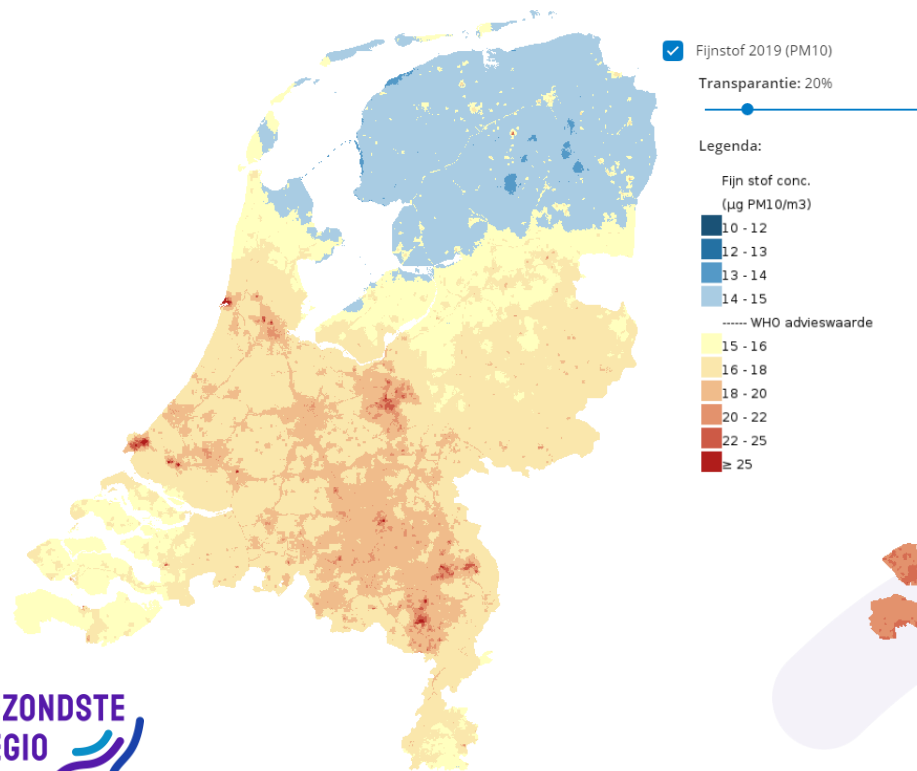 Fijnstof 2019 (PM10)
Transparantie: 20%
Legenda:
Fijn stof conc.
(µg PM10/m3)
10 - 12
12 - 13
13 - 14
14 - 15
------ WHO advieswaarde
15 - 16
16 - 18
18 - 20
20 - 22
22 - 25
≥ 25
ZONDSTE
EGIO